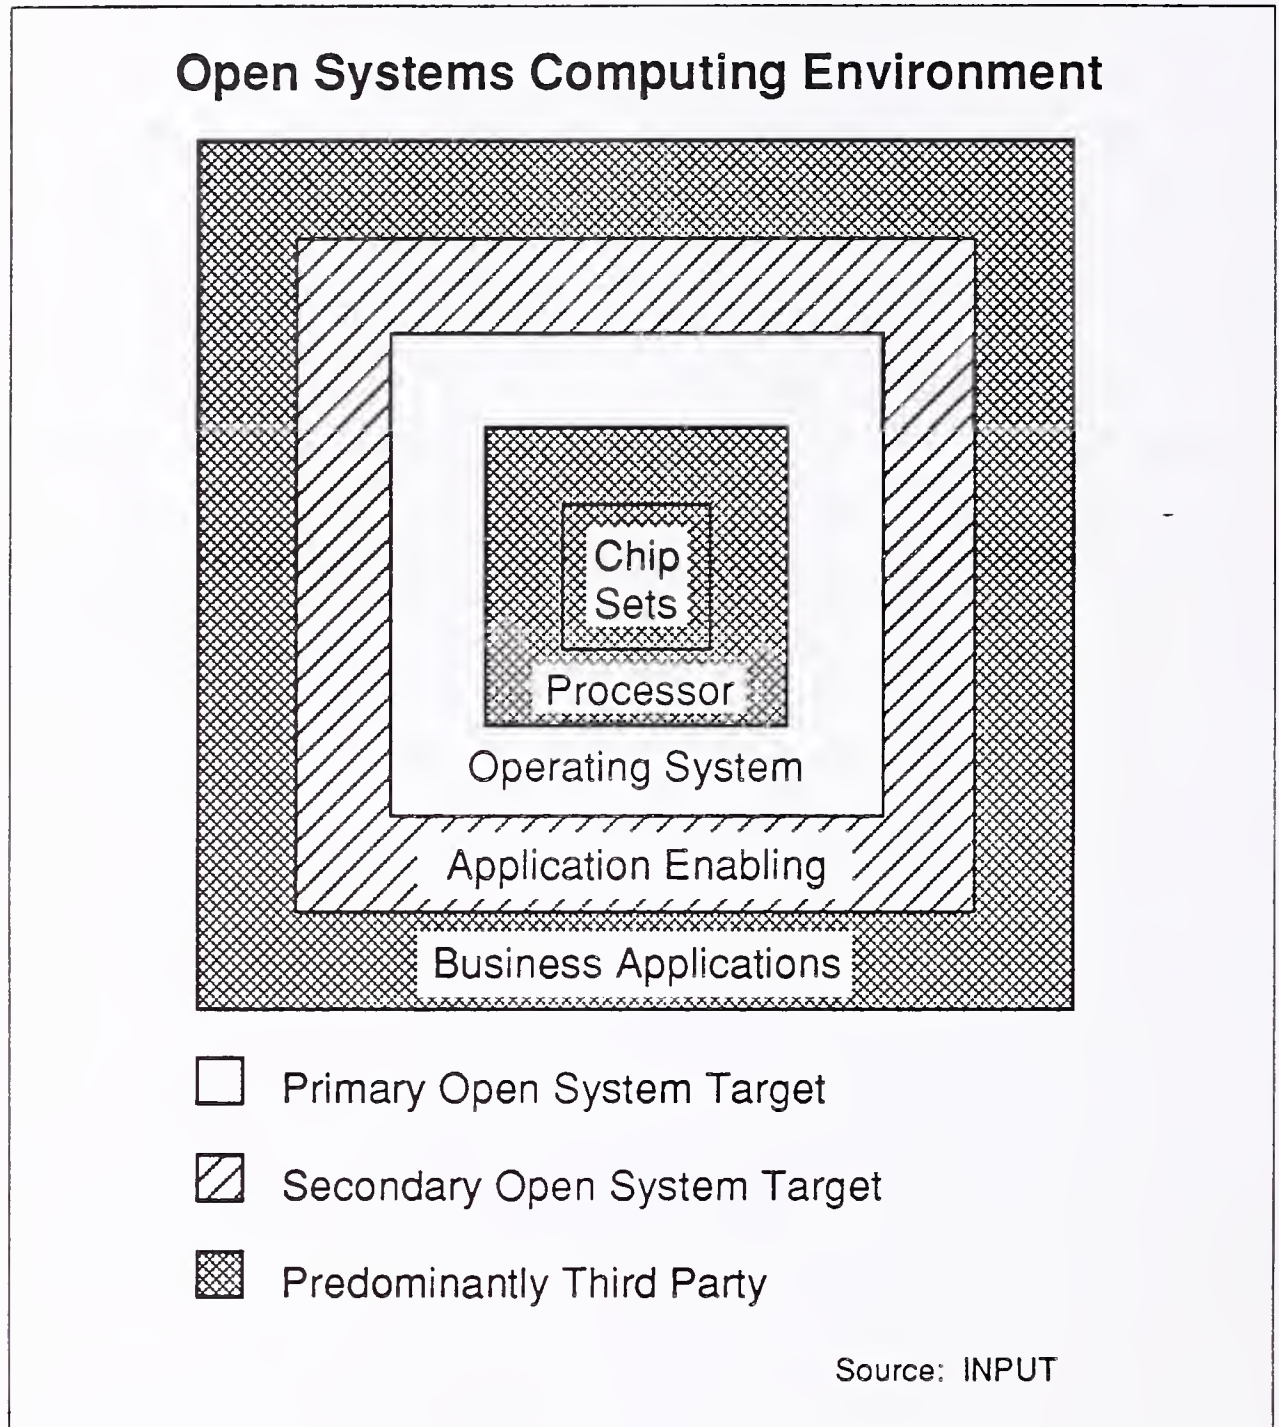 Open Systems Computing Environment
Chip
Sets
Processor
Operating System
Application Enabling
Business Applications
Primary Open System Target
Secondary Open System Target
Predominantly Third Party
Source: INPUT